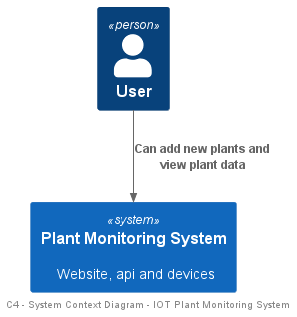 «person»
User
Can add new plants and
view plant data
«system»
Plant Monitoring System
Website, api and devices
C4 - System Context Diagram - IOT Plant Monitoring System